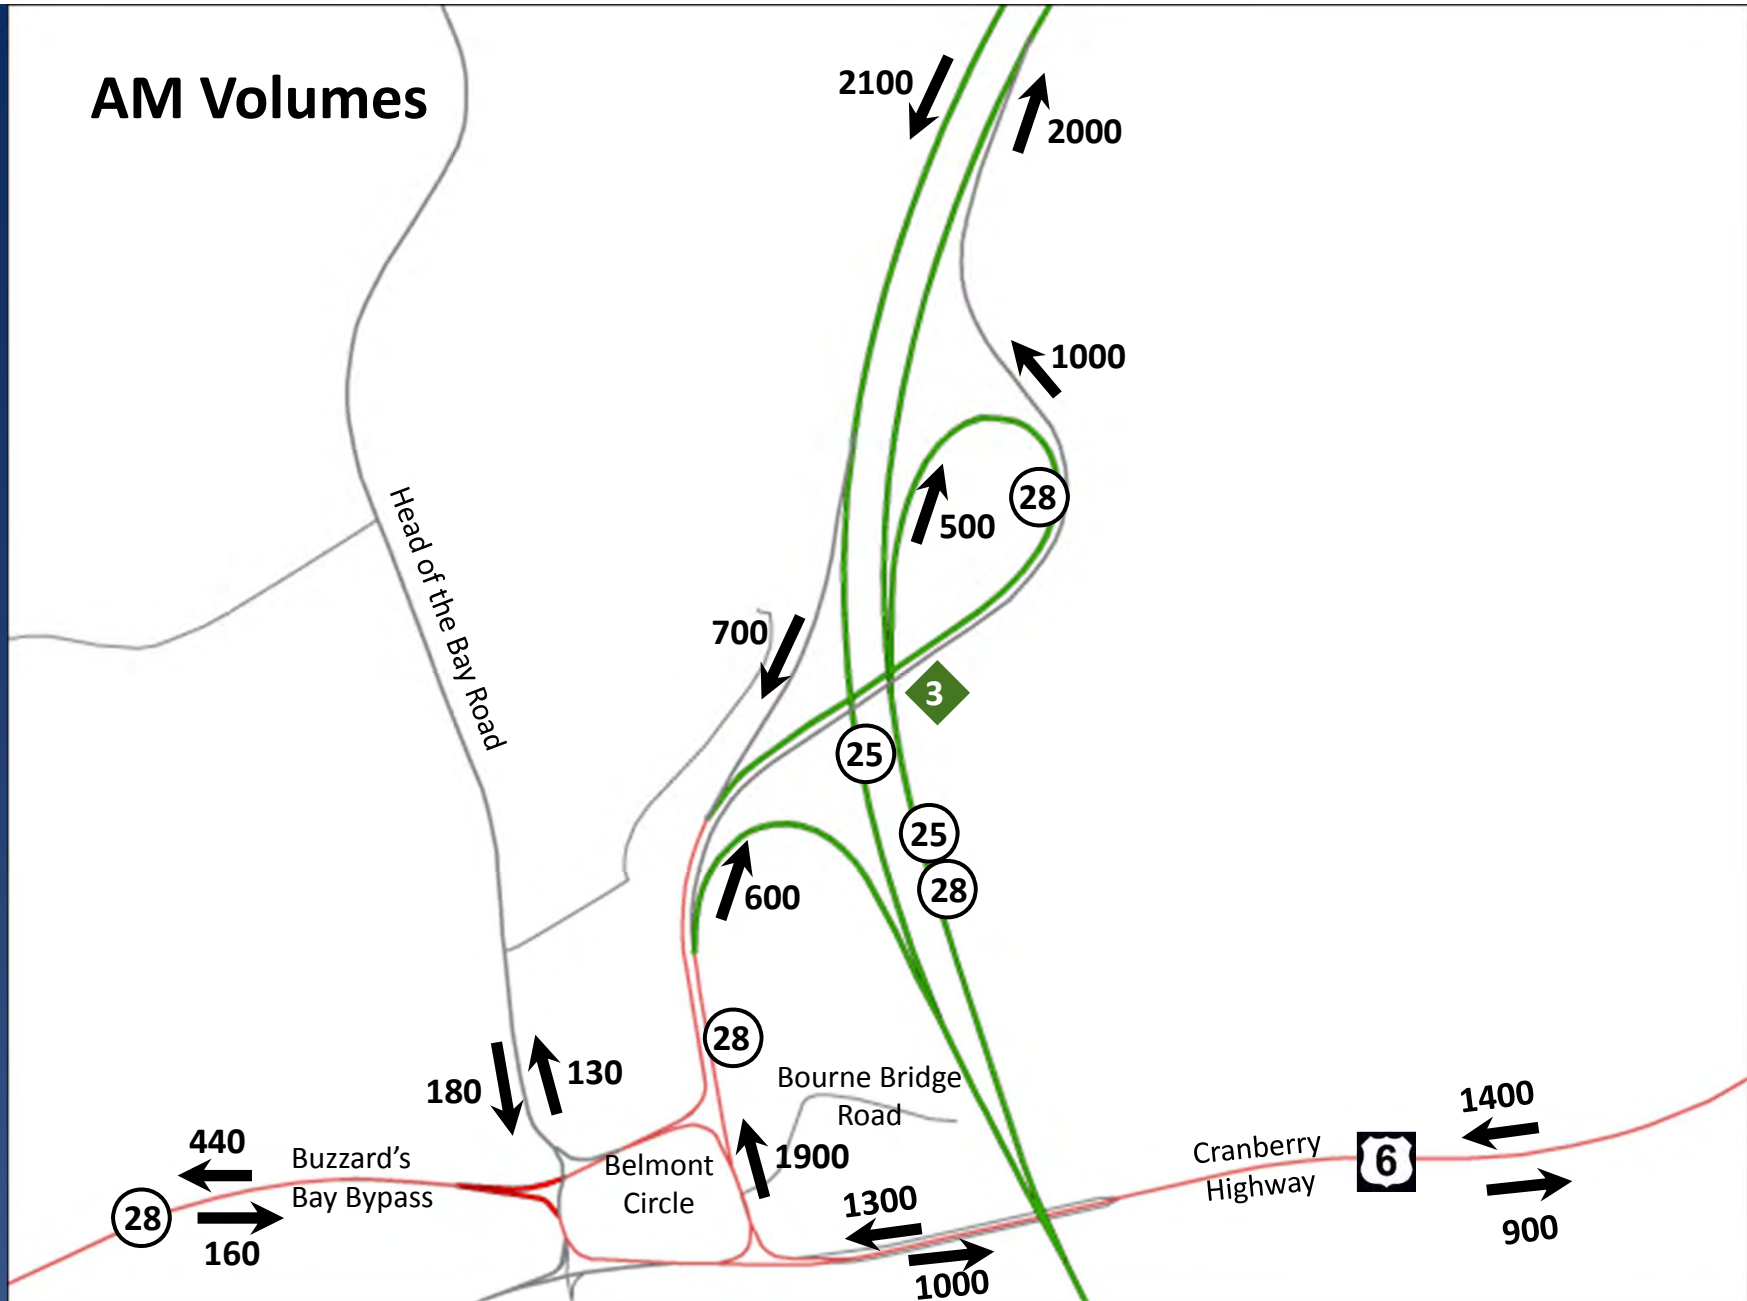 AM Volumes
2100
2000
1000
500
28
Head of the Bay Road
700
3
25
25
28
600
28
180
130
Bourne Bridge
Road
440
Buzzard's
Bay Bypass
28
160
Belmont
Circle
1900
1300
1000
Cranberry
Highway
6
1400
900